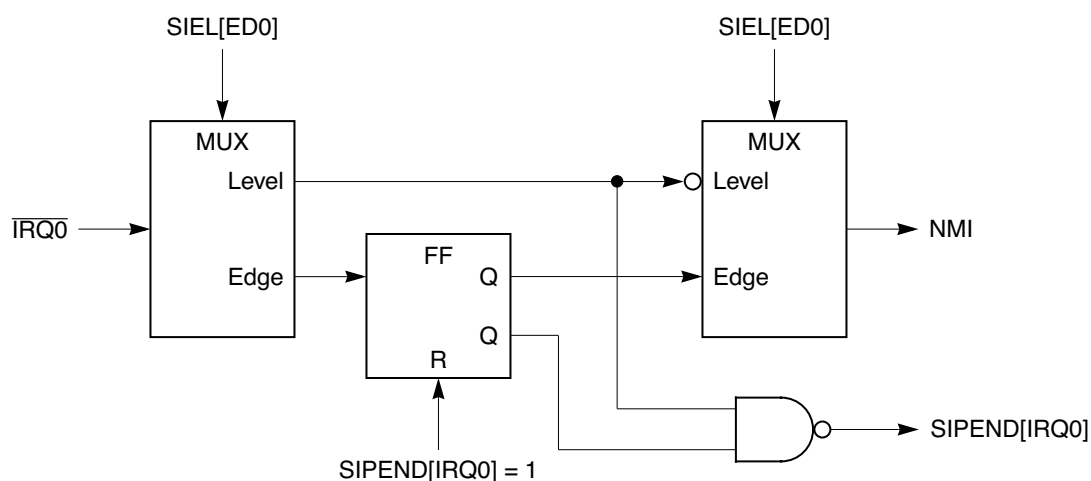 SIEL[ED0]
SIEL[ED0]
MUX
MUX
Level
Level
IRQ0
NMI
FF
Edge
Q
Edge
Q
R
SIPEND[IRQ0]
SIPEND[IRQ0] = 1